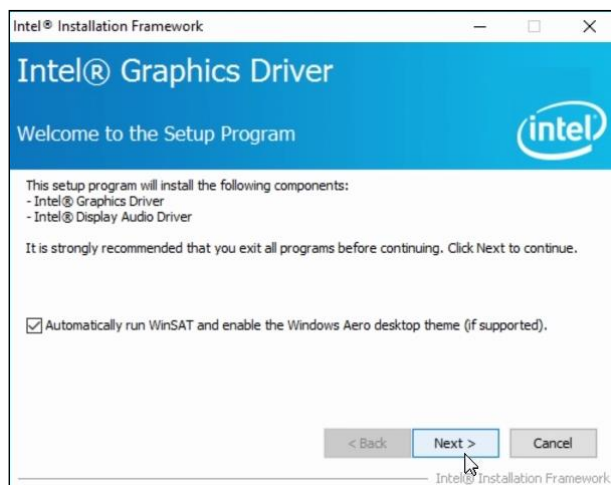 Intel® Installation Framework
Intel® Graphics Driver
Welcome to the Setup Program
intel
This setup program will install the following components:
- Intel® Graphics Driver
- Intel® Display Audio Driver
It is strongly recommended that you exit all programs before continuing. Click Next to continue.
Automatically run WinSAT and enable the Windows Aero desktop theme (if supported).
< Back Next > Cancel
Intel® Installation Framework